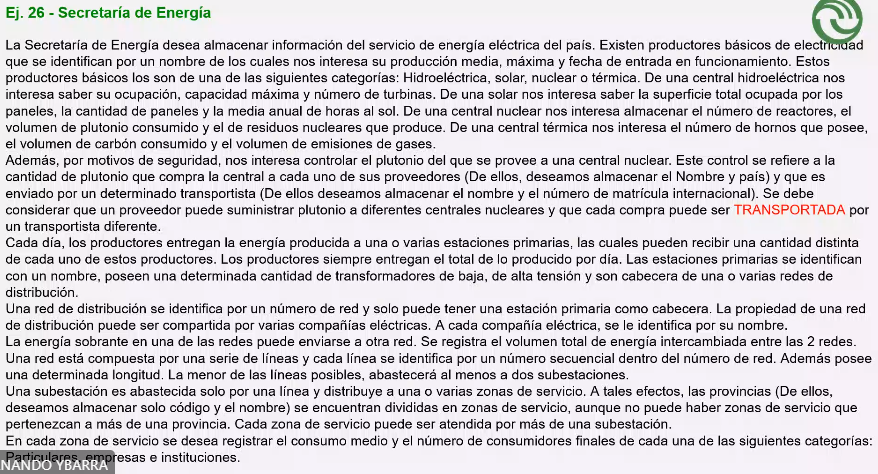 Ej. 26 - Secretaría de Energía
La Secretaría de Energía desea almacenar información del servicio de energía eléctrica del país. Existen productores básicos de electricidad
que se identifican por un nombre de los cuales nos interesa su producción media, máxima y fecha de entrada en funcionamiento. Estos
productores básicos los son de una de las siguientes categorías: Hidroeléctrica, solar, nuclear o térmica. De una central hidroeléctrica nos
interesa saber su ocupación, capacidad máxima y número de turbinas. De una solar nos interesa saber la superficie total ocupada por los
paneles, la cantidad de paneles y la media anual de horas al sol. De una central nuclear nos interesa almacenar el número de reactores, el
volumen de plutonio consumido y el de residuos nucleares que produce. De una central térmica nos interesa el número de hornos que posee,
el volumen de carbón consumido y el volumen de emisiones de gases.
Además, por motivos de seguridad, nos interesa controlar el plutonio del que se provee a una central nuclear. Este control se refiere a la
cantidad de plutonio que compra la central a cada uno de sus proveedores (De ellos, deseamos almacenar el Nombre y país) y que es
enviado por un determinado transportista (De ellos deseamos almacenar el nombre y el número de matrícula internacional). Se debe
considerar que un proveedor puede suministrar plutonio a diferentes centrales nucleares y que cada compra puede ser TRANSPORTADA por
un transportista diferente.
Cada día, los productores entregan la energía producida a una o varias estaciones primarias, las cuales pueden recibir una cantidad distinta
de cada uno de estos productores. Los productores siempre entregan el total de lo producido por día. Las estaciones primarias se identifican
con un nombre, poseen una determinada cantidad de transformadores de baja, de alta tensión y son cabecera de una o varias redes de
distribución.
Una red de distribución se identifica por un número de red y solo puede tener una estación primaria como cabecera. La propiedad de una red
de distribución puede ser compartida por varias compañías eléctricas. A cada compañía eléctrica, se le identifica por su nombre.
La energía sobrante en una de las redes puede enviarse a otra red. Se registra el volumen total de energía intercambiada entre las 2 redes.
Una red está compuesta por una serie de líneas y cada línea se identifica por un número secuencial dentro del número de red. Además posee
una determinada longitud. La menor de las líneas posibles, abastecerá al menos a dos subestaciones.
Una subestación es abastecida solo por una línea y distribuye a una o varias zonas de servicio. A tales efectos, las provincias (De ellos,
deseamos almacenar solo código y el nombre) se encuentran divididas en zonas de servicio, aunque no puede haber zonas de servicio que
pertenezcan a más de una provincia. Cada zona de servicio puede ser atendida por más de una subestación.
En cada zona de servicio se desea registrar el consumo medio y el número de consumidores finales de cada una de las siguientes categorías:
Particulares, empresas e instituciones.
NANDO YBARRA